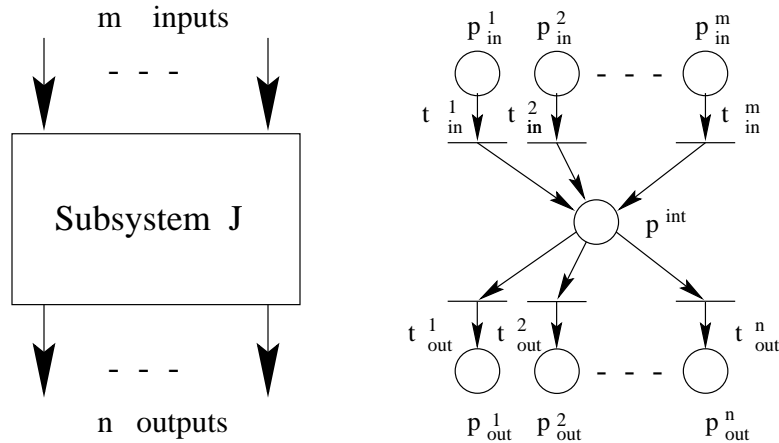 m inputs
- - -
Subsystem J
- - -
n outputs
p 1 in p 2 in - - - p m in
t 1 in t 2 in t m in
p int
t 1 out t 2 out t n out
- - -
p 1 out p 2 out p n out